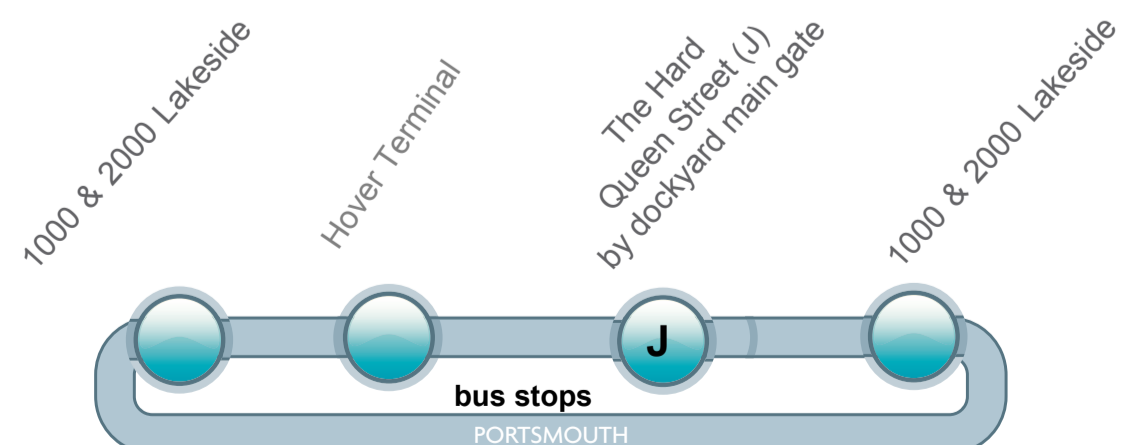 1000 & 2000 Lakeside
Hover Terminal
The Hard
Queen Street (J)
by dockyard main gate
1000 & 2000 Lakeside
J
bus stops
PORTSMOUTH